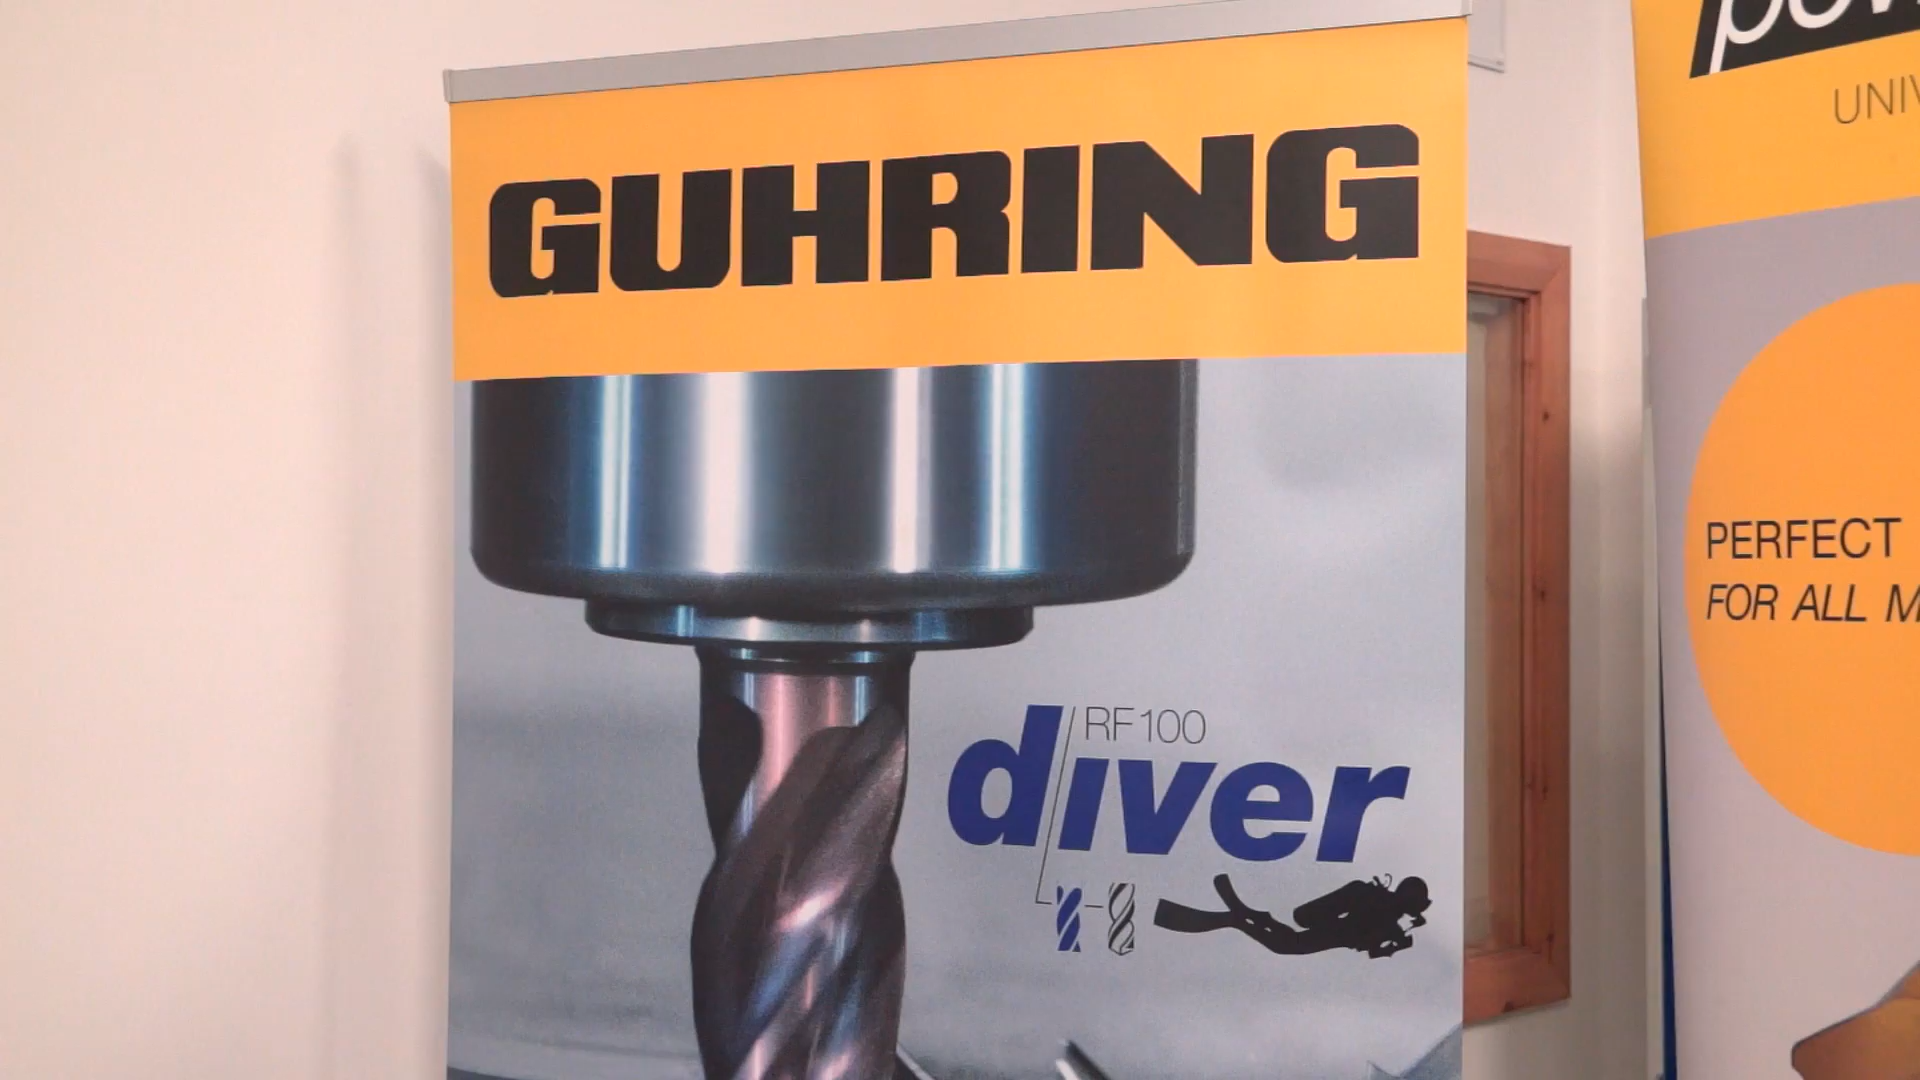 GUHRING
RF100
diver
UNIV
PERFECT
FOR ALL M